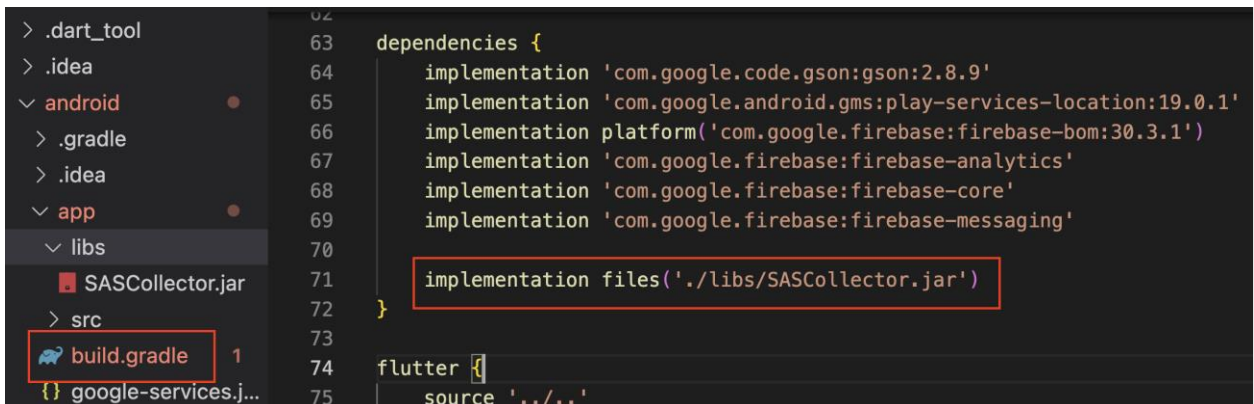 > .dart_tool
> .idea
android
> .gradle
> .idea
app
libs
SASCollector.jar
> src
build.gradle 1
{} google-services.j...
62
63 dependencies {
64 implementation 'com.google.code.gson:gson:2.8.9'
65 implementation 'com.google.android.gms:play-services-location:19.0.1'
66 implementation platform('com.google.firebase:firebase-bom:30.3.1')
67 implementation 'com.google.firebase:firebase-analytics'
68 implementation 'com.google.firebase:firebase-core'
69 implementation 'com.google.firebase:firebase-messaging'
70
71 implementation files('./libs/SASCollector.jar')
72 }
73
74 flutter {
75 source '../..'